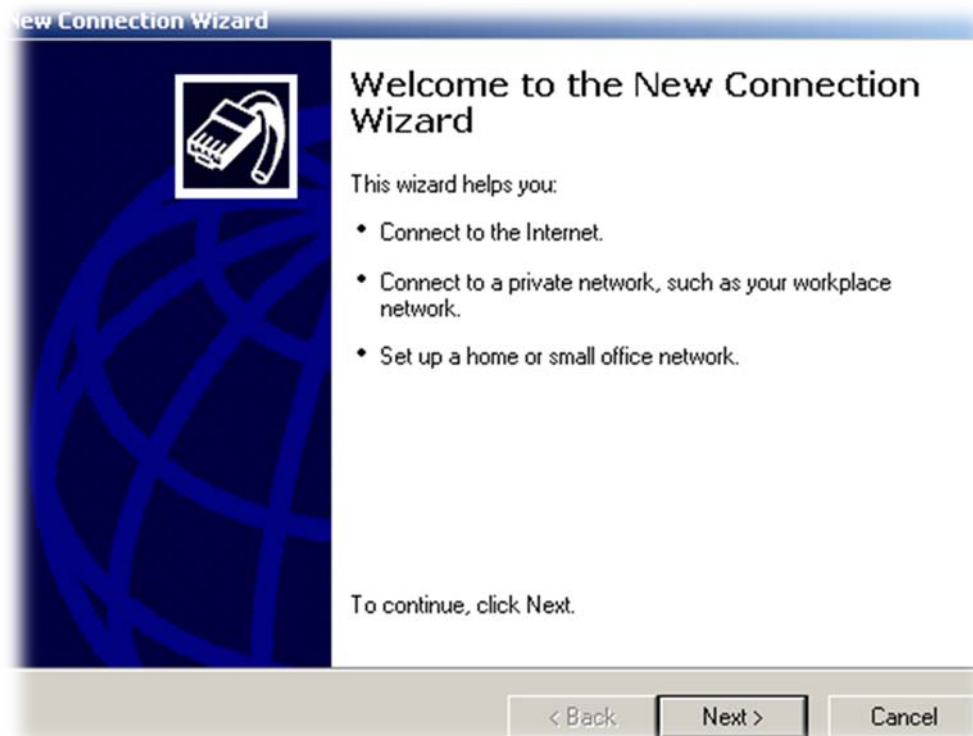 New Connection Wizard
Welcome to the New Connection
Wizard
This wizard helps you:
• Connect to the Internet.
• Connect to a private network, such as your workplace
network.
• Set up a home or small office network.
To continue, click Next.
< Back
Next >
Cancel